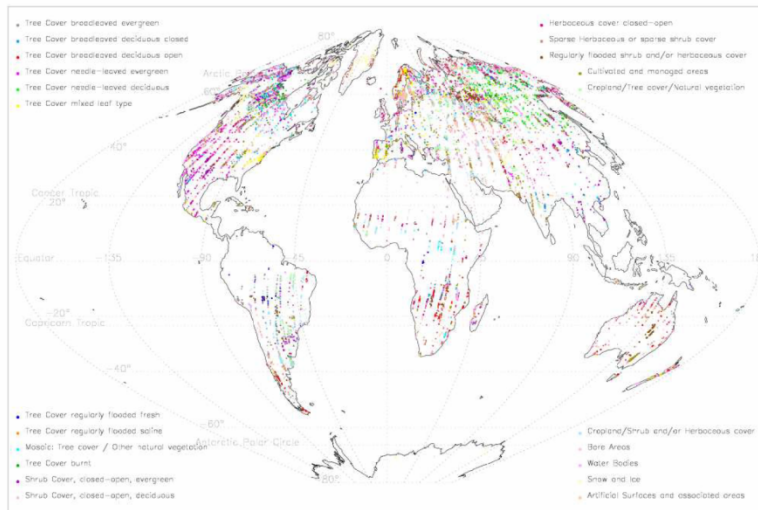 Tree Cover broadleaved evergreen
Tree Cover broadleaved deciduous closed
Tree Cover broadleaved deciduous open
Tree Cover needle-leaved evergreen
Tree Cover needle-leaved deciduous
Tree Cover mixed leaf type
Herbaceous cover closed-open
Sparse Herbaceous or sparse shrub cover
Regularly flooded shrub and/or herbaceous cover
Cultivated and managed areas
Cropland/Tree cover/Natural vegetation
80°
40°
40°
Cancer Tropic
20°
20°
Equator
-135
-90
-45
0
90
135
-20°
-20°
Capricorn Tropic
-40°
-40°
-60°
Antarctic Polar Circle
80°
Tree Cover regularly flooded fresh
Tree Cover regularly flooded saline
Mosaic: Tree cover / Other natural vegetation
Tree Cover burnt
Shrub Cover, closed-open, evergreen
Shrub Cover, closed-open, deciduous
Cropland/Shrub and/or Herbaceous cover
Bare Areas
Water Bodies
Snow and Ice
Artificial Surfaces and associated areas